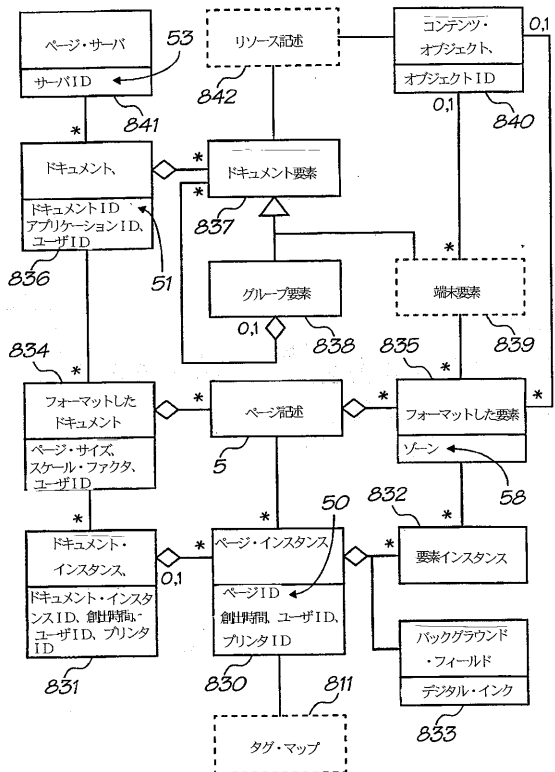 ページ・サーバ
サーバID
53
841
リソース記述
842
コンテンツ・
オブジェクト、
オブジェクトID
0,1
0,1
840
*
ドキュメント、
ドキュメントID
アプリケーションID、
ユーザID
836
51
*
*
ドキュメント要素
837
グループ要素
0,1
838
*
端末要素
839
834
*
フォーマットした
ドキュメント
ページ・サイズ、
スケール・ファクタ、
ユーザID
*
ページ記述
5
835
*
*
*
フォーマットした要素
ゾーン
58
*
ドキュメント・
インスタンス、
ドキュメント・インスタ
ンスID、創出時間、
ユーザID、プリンタ
ID
831
0,1
*
*
ページ・インスタンス
50
ページID
創出時間、ユーザID、
プリンタID
830
832
*
*
要素インスタンス
バックグラウンド
・フィールド
デジタル・インク
833
811
タグ・マップ